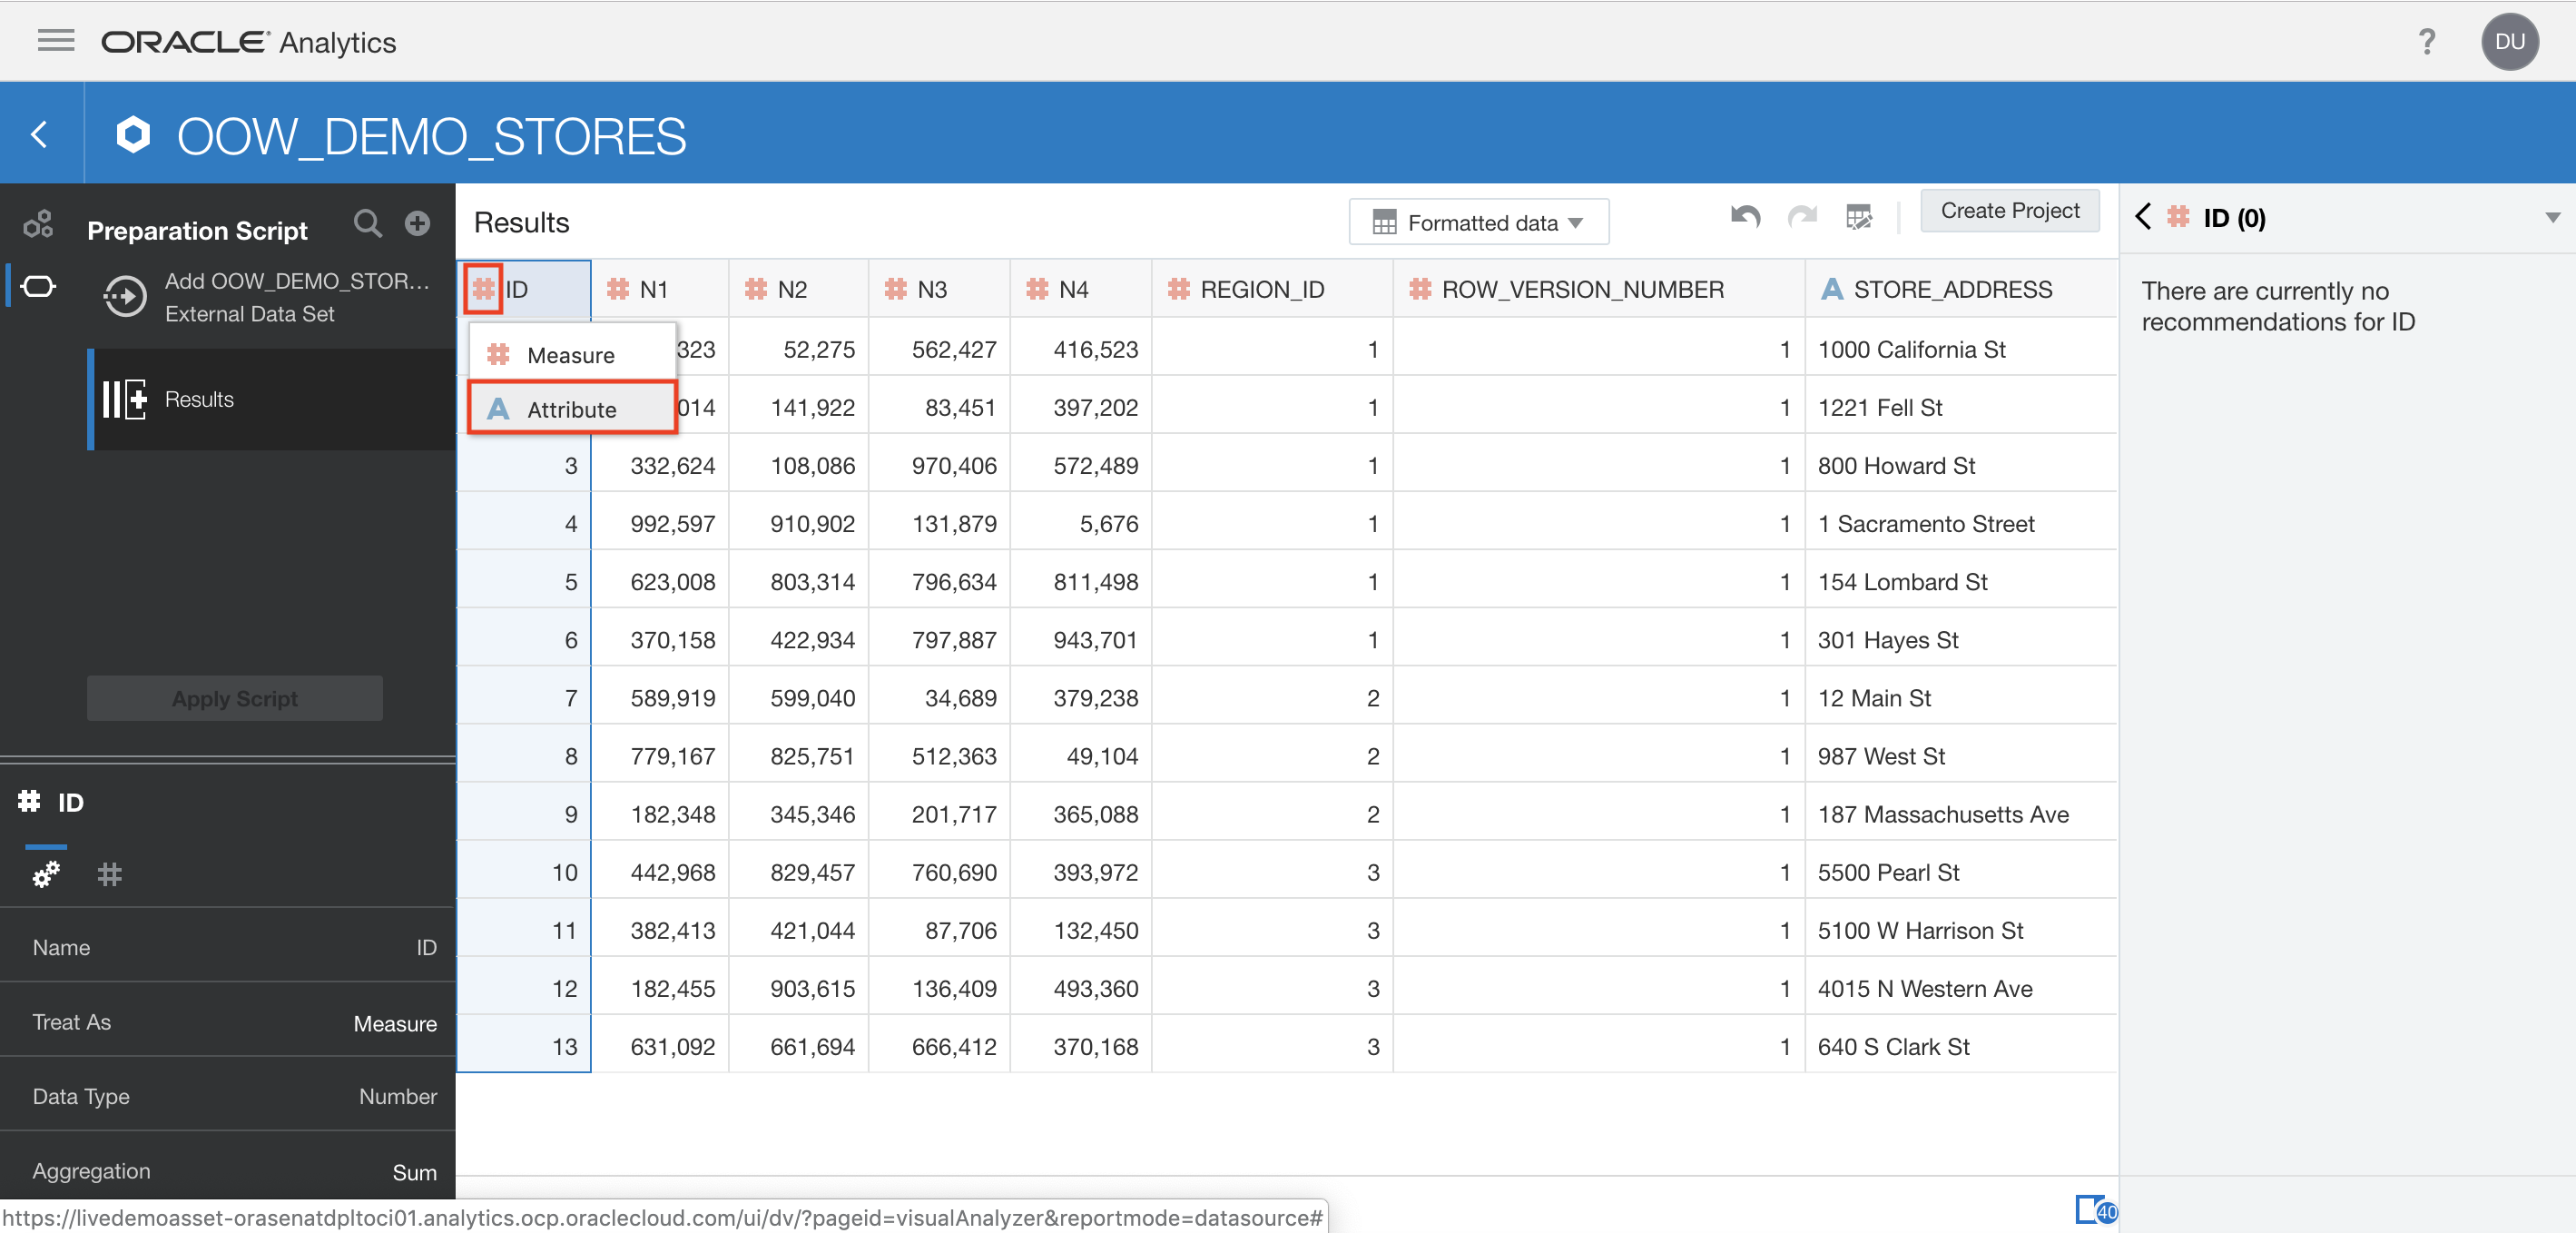 ORACLE® Analytics
?
DU
OOW_DEMO_STORES
Preparation Script
Add OOW_DEMO_STOR...
External Data Set
Results
Apply Script
ID
Name ID
Treat As Measure
Data Type Number
Aggregation Sum
Results
Formatted data
Create Project
ID N1 N2 N3 N4 REGION_ID ROW_VERSION_NUMBER A STORE_ADDRESS
Measure
A Attribute
323 52,275 562,427 416,523 1 1 1000 California St
014 141,922 83,451 397,202 1 1 1221 Fell St
3 332,624 108,086 970,406 572,489 1 1 800 Howard St
4 992,597 910,902 131,879 5,676 1 1 1 Sacramento Street
5 623,008 803,314 796,634 811,498 1 1 154 Lombard St
6 370,158 422,934 797,887 943,701 1 1 301 Hayes St
7 589,919 599,040 34,689 379,238 2 1 12 Main St
8 779,167 825,751 512,363 49,104 2 1 987 West St
9 182,348 345,346 201,717 365,088 2 1 187 Massachusetts Ave
10 442,968 829,457 760,690 393,972 3 1 5500 Pearl St
11 382,413 421,044 87,706 132,450 3 1 5100 W Harrison St
12 182,455 903,615 136,409 493,360 3 1 4015 N Western Ave
13 631,092 661,694 666,412 370,168 3 1 640 S Clark St
ID (0)
There are currently no
recommendations for ID
40
https://livedemoasset-orasenatdpltoci01.analytics.ocp.oraclecloud.com/ui/dv/?pageid=visualAnalyzer&reportmode=datasource#